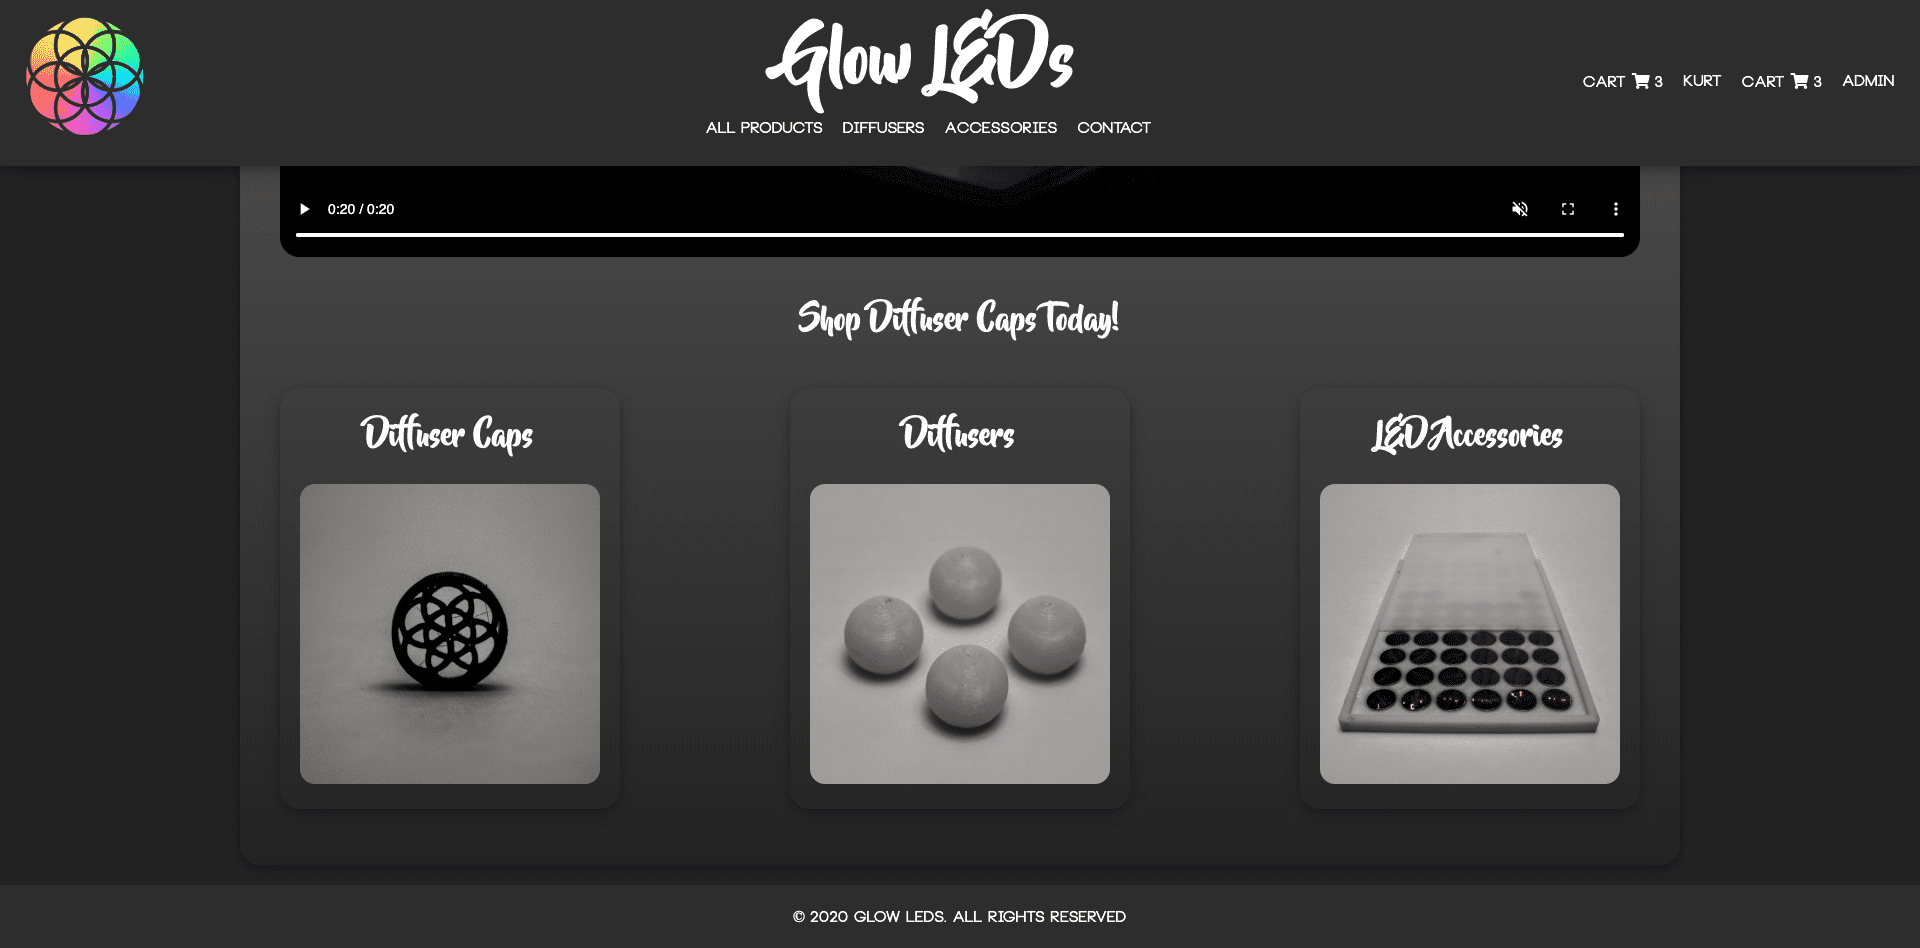 Glow LEDs
CART 3 KURT CART 3 ADMIN
ALL PRODUCTS DIFFUSERS ACCESSORIES CONTACT
0:20 / 0:20
Shop Diffuser Caps Today!
Diffuser Caps
Diffusers
LED Accessories
© 2020 GLOW LEDS. ALL RIGHTS RESERVED